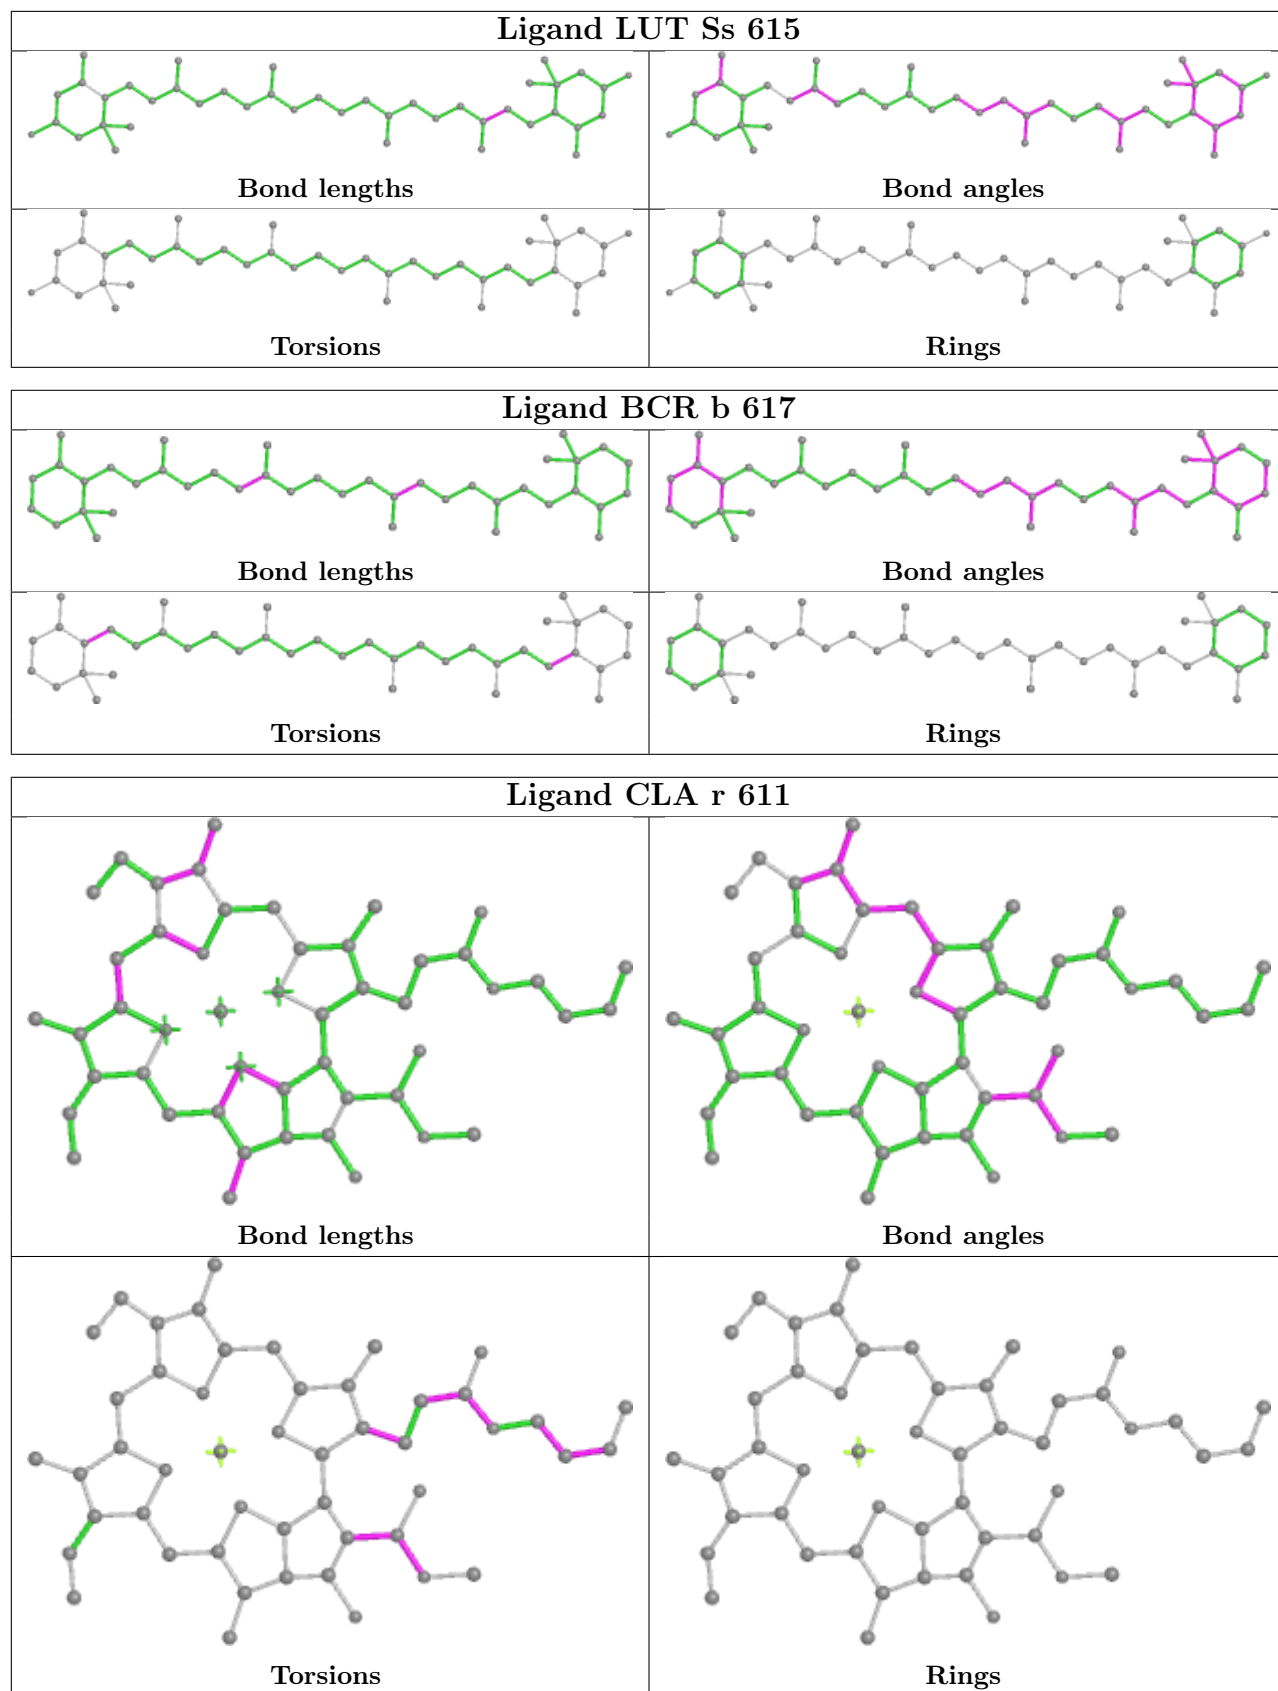 Ligand LUT Ss 615
Bond lengths
Bond angles
Torsions
Rings
Ligand BCR b 617
Bond lengths
Bond angles
Torsions
Rings
Ligand CLA r 611
Bond lengths
Bond angles
Torsions
Rings